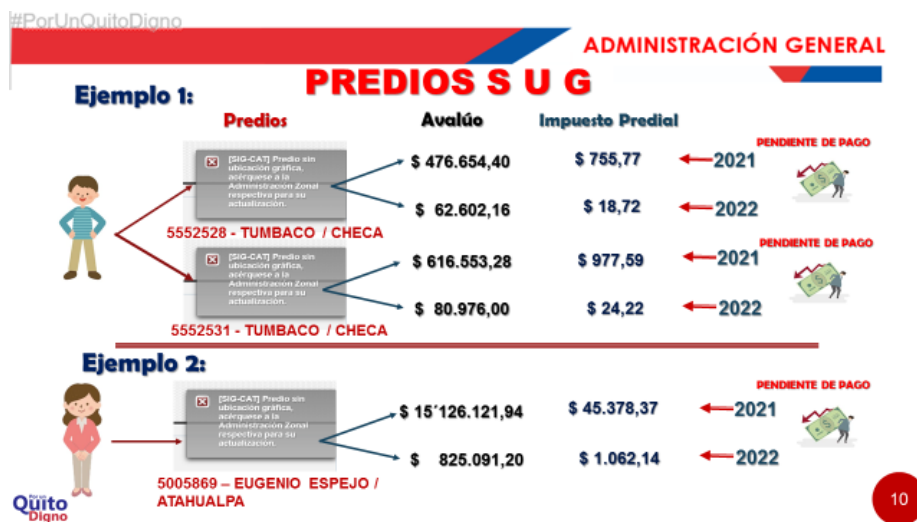 #PorUnQuitoDigno
ADMINISTRACIÓN GENERAL
PREDIOS S U G
Ejemplo 1:
Predios
Avalúo
Impuesto Predial
PENDIENTE DE PAGO
[SIG-CAT] Predio sin
ubicación gráfica,
acérquese a la
Administración Zonal
respectiva para su
actualización.
$ 476.654,40
$ 755,77
2021
$ 62.602,16
$ 18,72
2022
5552528 - TUMBACO / CHECA
PENDIENTE DE PAGO
[SIG-CAT] Predio sin
ubicación gráfica,
acérquese a la
Administración Zonal
respectiva para su
actualización.
$ 616.553,28
$ 977,59
2021
$ 80.976,00
$ 24,22
2022
5552531 - TUMBACO / CHECA
Ejemplo 2:
PENDIENTE DE PAGO
[SIG-CAT] Predio sin
ubicación gráfica,
acérquese a la
Administración Zonal
respectiva para su
actualización.
$ 15´126.121,94
$ 45.378,37
2021
$ 825.091,20
$ 1.062,14
2022
5005869 – EUGENIO ESPEJO /
ATAHUALPA
Por un
Quito
Digno
10